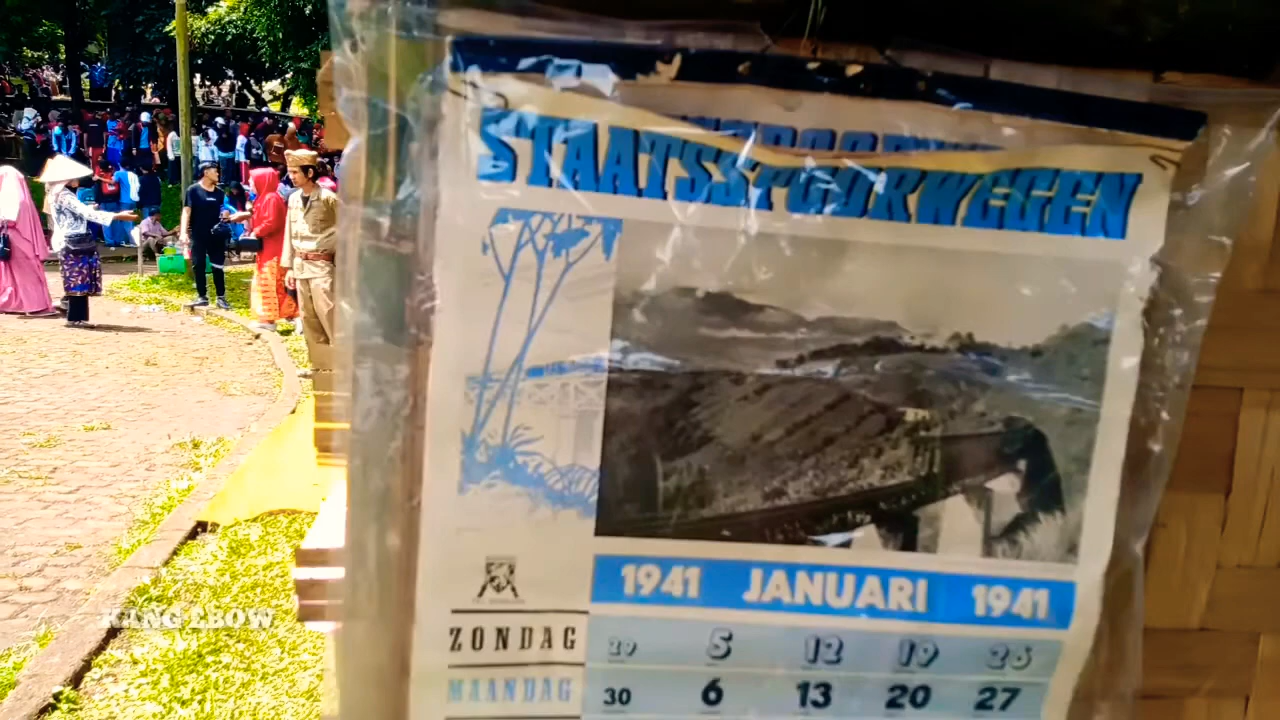 STAATSSPOORWEGEN
1941 JANUARI 1941
ZONDAG 29 5 12 19 26
MAANDAG 30 6 13 20 27
KANG EBOW